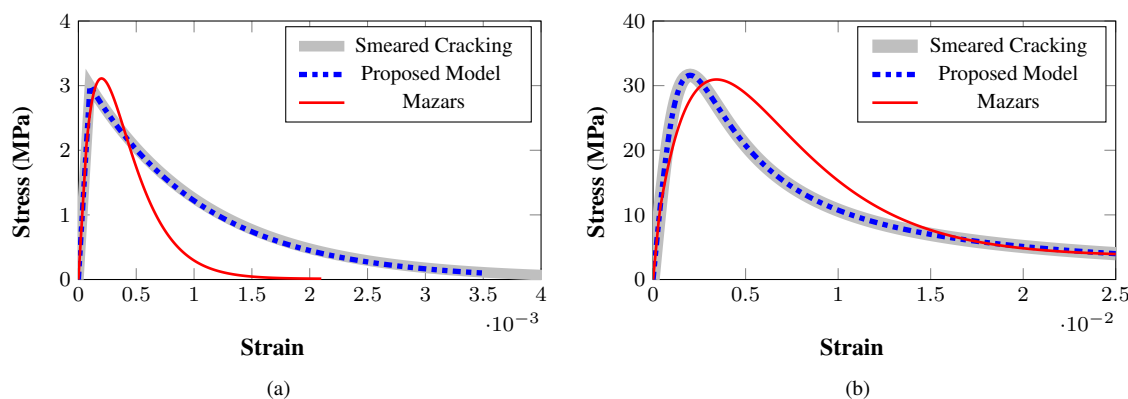 4
3
2
1
0
Stress (MPa)
Smeared Cracking
Proposed Model
Mazars
0 0.5 1 1.5 2 2.5 3 3.5 4
·10−3
Strain
(a)
40
30
20
10
0
Stress (MPa)
Smeared Cracking
Proposed Model
Mazars
0 0.5 1 1.5 2 2.5
·10−2
Strain
(b)